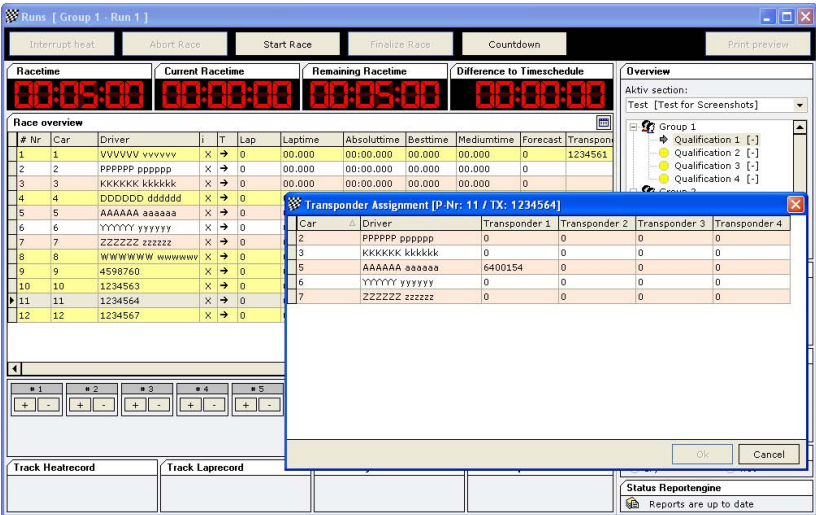 Runs [ Group 1 - Run 1 ]
Interrupt heat Abort Race Start Race Finalize Race Countdown Print preview
Racetime Current Racetime Remaining Racetime Difference to Timeschedule Overview
00:05:00 00:00:00 00:05:00 00:00:00
Aktiv section:
Test [Test for Screenshots]
Race overview
# Nr Car Driver i T Lap Laptime Absoluttime Besttime Mediumtime Forecast Transpon
1 1 VVVVVV vvvvvv X → 0 00.000 00:00.000 00.000 00.000 0 1234561
2 2 PPPPPP pppppp X → 0 00.000 00:00.000 00.000 00.000 0
3 3 KKKKKK kkkkkk X → 0 00.000 00:00.000 00.000 00.000 0
4 4 DDDDDD dddddd X → 0
5 5 AAAAAA aaaaaa X → 0
6 6 YYYYYY yyyyyy X → 0
7 7 ZZZZZZ zzzzzz X → 0
8 8 WWWWWW wwwwww X → 0
9 9 4598760 X → 0
10 10 1234563 X → 0
11 11 1234564 X → 0
12 12 1234567 X → 0
Group 1
Qualification 1 [-]
Qualification 2 [-]
Qualification 3 [-]
Qualification 4 [-]
Transponder Assignment [P-Nr: 11 / TX: 1234564]
Car Driver Transponder 1 Transponder 2 Transponder 3 Transponder 4
2 PPPPPP pppppp 0 0 0 0
3 KKKKKK kkkkkk 0 0 0 0
5 AAAAAA aaaaaa 6400154 0 0 0
6 YYYYYY yyyyyy 0 0 0 0
7 ZZZZZZ zzzzzz 0 0 0 0
Ok Cancel
# 1 # 2 # 3 # 4 # 5
+ - + - + - + - + -
Track Heatrecord Track Laprecord
Status Reportengine
Reports are up to date